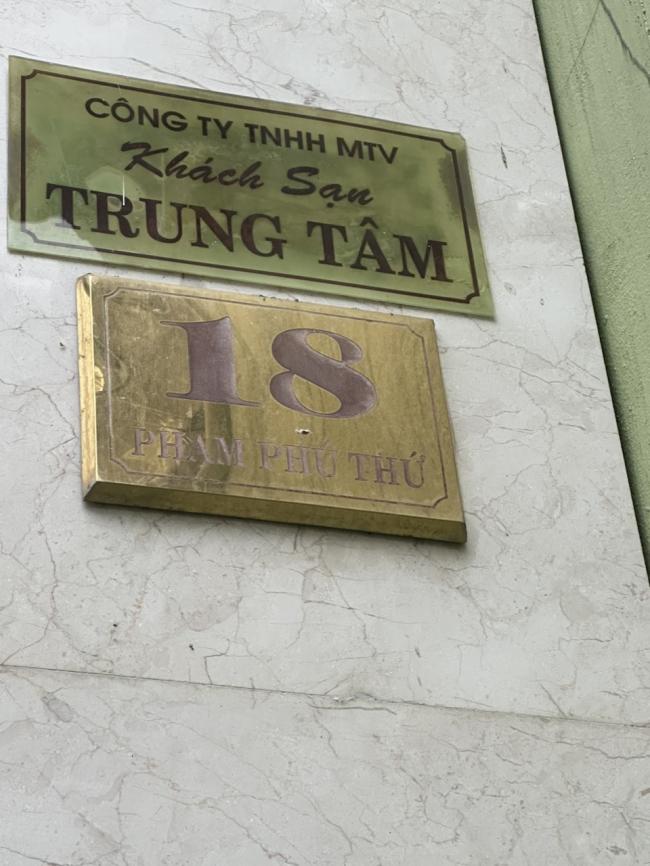 CÔNG TY TNHH MTV
Khách Sạn
TRUNG TÂM
18
PHẠM PHÚ THỨ